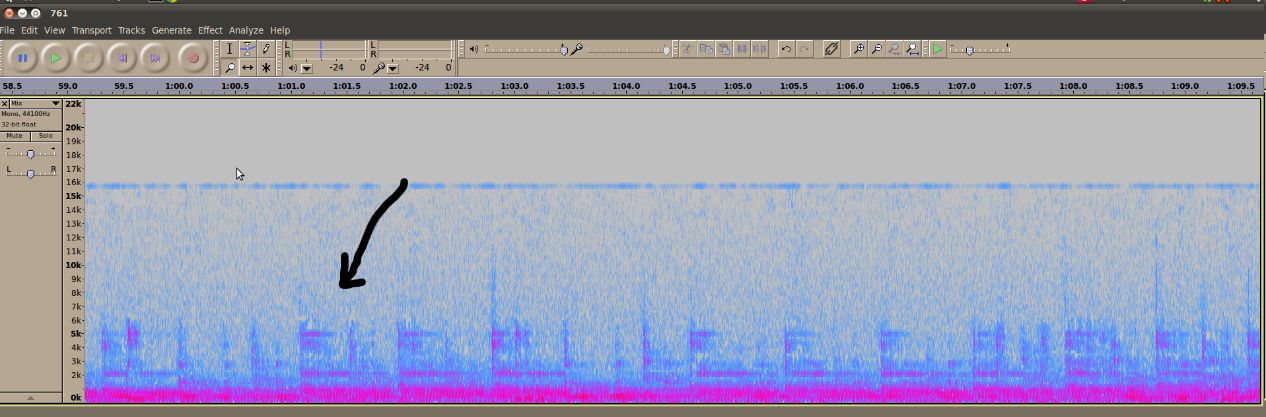 761
File Edit View Transport Tracks Generate Effect Analyze Help
L
R
-24 0
L
R
-24 0
58.5 59.0 59.5 1:00.0 1:00.5 1:01.0 1:01.5 1:02.0 1:02.5 1:03.0 1:03.5 1:04.0 1:04.5 1:05.0 1:05.5 1:06.0 1:06.5 1:07.0 1:07.5 1:08.0 1:08.5 1:09.0 1:09.5
Mix
Mono, 44100Hz
32-bit float
Mute Solo
- +
L R
22k
20k
19k
18k
17k
16k
15k
14k
13k
12k
11k
10k
9k
8k
7k
6k
5k
4k
3k
2k
0k